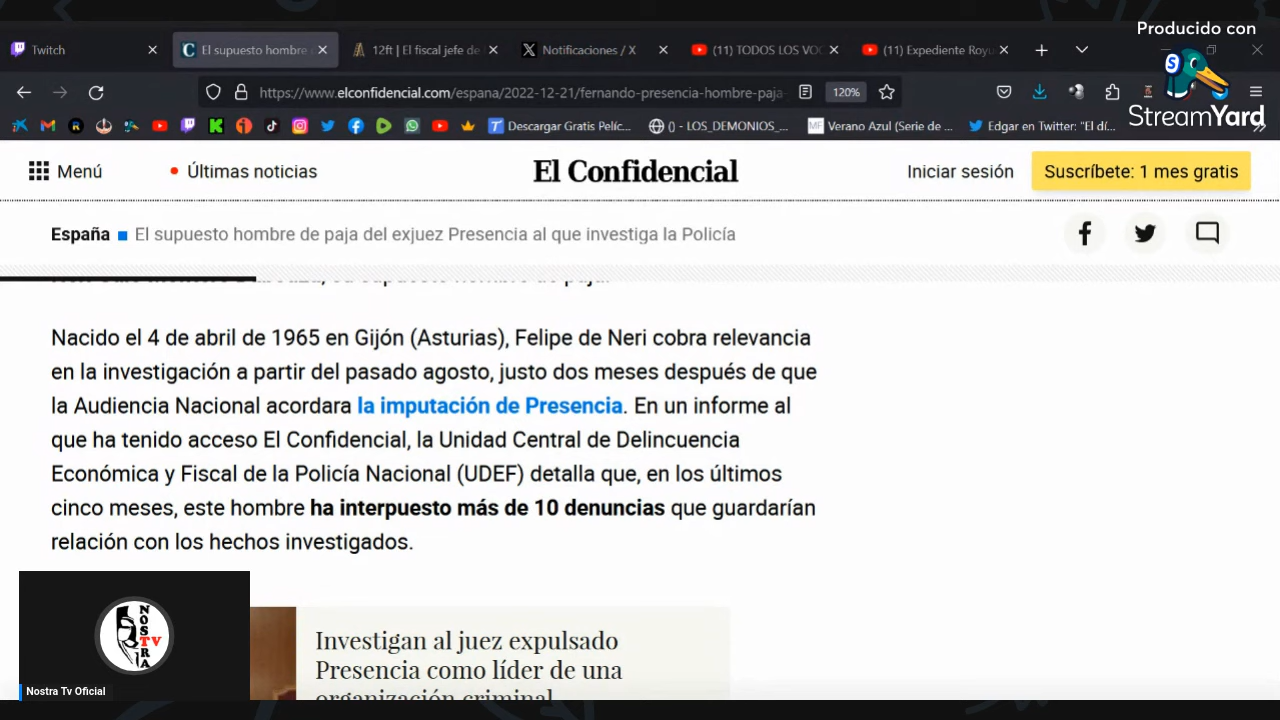 Producido con
StreamYard
Twitch
El supuesto hombre
12ft | El fiscal jefe de
Notificaciones / X
(11) TODOS LOS VO
(11) Expediente Royu
https://www.elconfidencial.com/espana/2022-12-21/fernando-presencia-hombre-paja-
120%
Descargar Gratis Pelíc...
() - LOS_DEMONIOS_...
MF Verano Azul (Serie de ...
Edgar en Twitter: "El dí...
Menú
Últimas noticias
El Confidencial
Iniciar sesión
Suscríbete: 1 mes gratis
España El supuesto hombre de paja del exjuez Presencia al que investiga la Policía
Nacido el 4 de abril de 1965 en Gijón (Asturias), Felipe de Neri cobra relevancia
en la investigación a partir del pasado agosto, justo dos meses después de que
la Audiencia Nacional acordara la imputación de Presencia. En un informe al
que ha tenido acceso El Confidencial, la Unidad Central de Delincuencia
Económica y Fiscal de la Policía Nacional (UDEF) detalla que, en los últimos
cinco meses, este hombre ha interpuesto más de 10 denuncias que guardarían
relación con los hechos investigados.
Investigan al juez expulsado
Presencia como líder de una
organización criminal
NOSTRA
TV
Nostra Tv Oficial